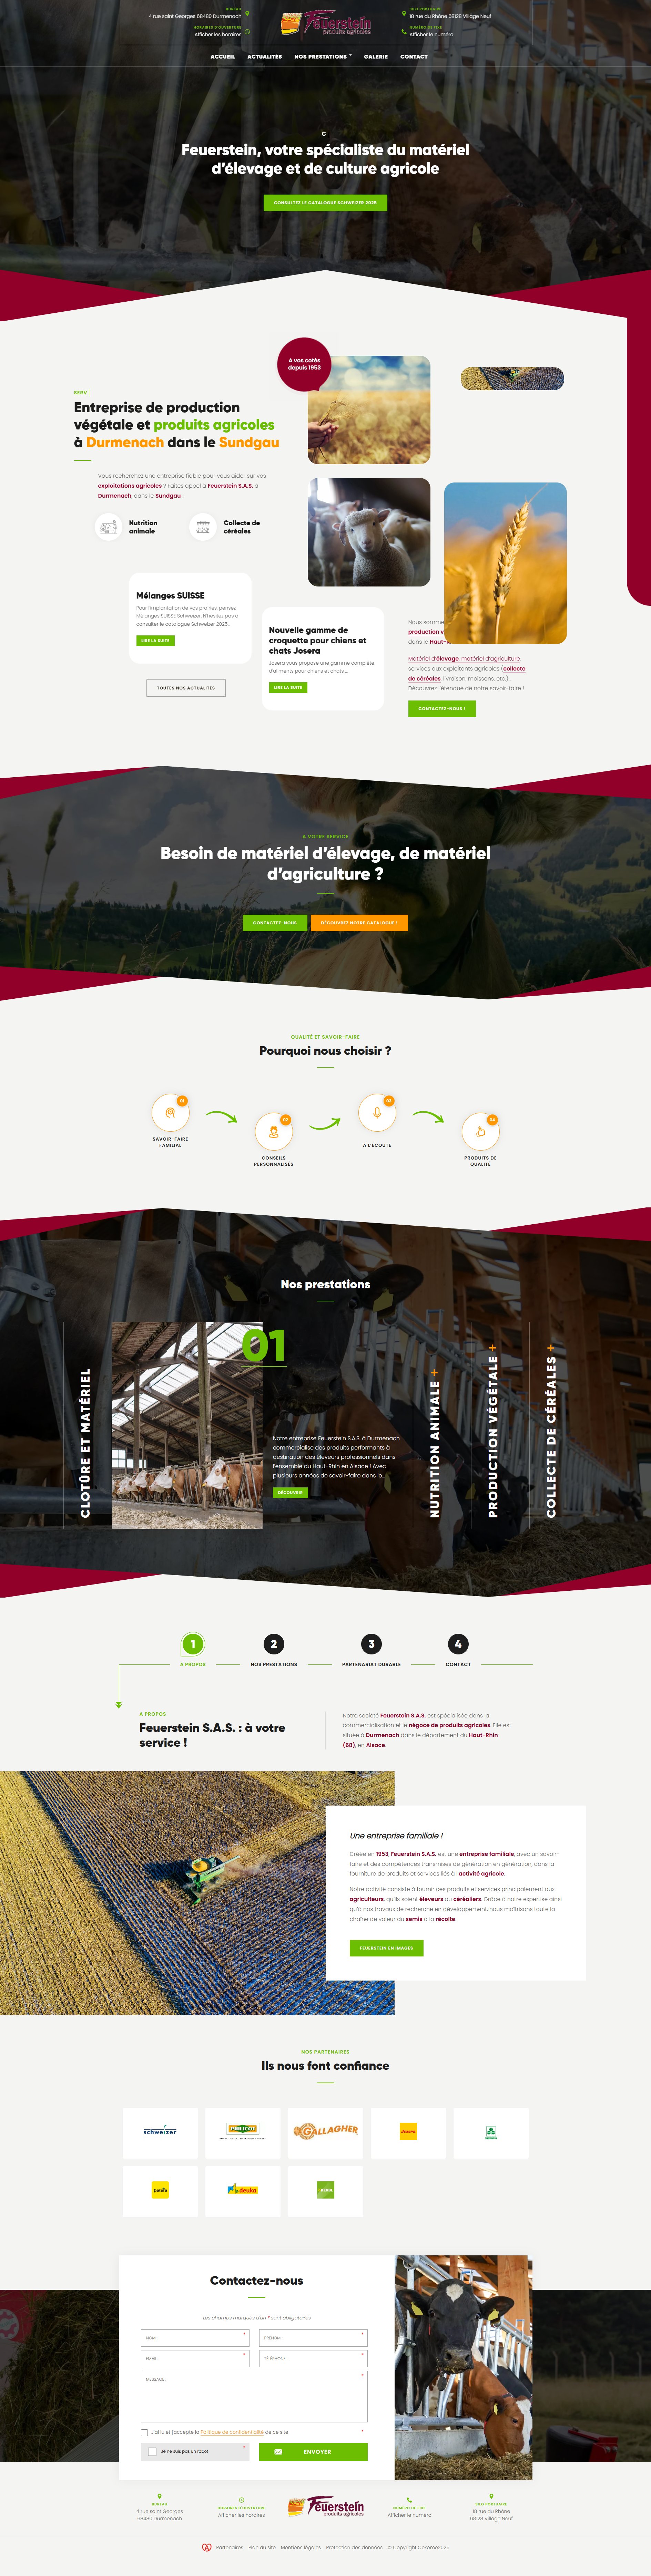 BUREAU
4 rue saint Georges 68480 Durmenach
HORAIRES D'OUVERTURE
Afficher les horaires
Feuerstein
produits agricoles
SILO PORTUAIRE
18 rue du Rhône 68128 Village Neuf
NUMÉRO DE FIXE
Afficher le numéro
ACCUEIL
ACTUALITÉS
NOS PRESTATIONS
GALERIE
CONTACT
C
Feuerstein, votre spécialiste du matériel
d'élevage et de culture agricole
CONSULTEZ LE CATALOGUE SCHWEIZER 2025
A vos cotés
depuis 1953
SERV
Entreprise de production
végétale et produits agricoles
à Durmenach dans le Sundgau
Vous recherchez une entreprise fiable pour vous aider sur vos
exploitations agricoles ? Faites appel à Feuerstein S.A.S. à
Durmenach, dans le Sundgau !
Nutrition
animale
Collecte de
céréales
Mélanges SUISSE
Pour l'implantation de vos prairies, pensez
Mélanges SUISSE Schweizer. N'hésitez pas à
consulter le catalogue Schweizer 2025...
LIRE LA SUITE
TOUTES NOS ACTUALITÉS
Nouvelle gamme de
croquette pour chiens et
chats Josera
Josera vous propose une gamme complète
d'aliments pour chiens et chats ...
LIRE LA SUITE
Nous somme
production v
dans le Haut-
Matériel d'élevage, matériel d'agriculture,
services aux exploitants agricoles (collecte
de céréales, livraison, moissons, etc.)...
Découvrez l'étendue de notre savoir-faire !
CONTACTEZ-NOUS !
A VOTRE SERVICE
Besoin de matériel d'élevage, de matériel
d'agriculture ?
CONTACTEZ-NOUS
DÉCOUVREZ NOTRE CATALOGUE !
QUALITÉ ET SAVOIR-FAIRE
Pourquoi nous choisir ?
01
SAVOIR-FAIRE
FAMILIAL
02
CONSEILS
PERSONNALISÉS
03
À L'ÉCOUTE
04
PRODUITS DE
QUALITÉ
Nos prestations
CLOTÛRE ET MATÉRIEL
01
Notre entreprise Feuerstein S.A.S. à Durmenach
commercialise des produits performants à
destination des éleveurs professionnels dans
l'ensemble du Haut-Rhin en Alsace ! Avec
plusieurs années de savoir-faire dans le...
DÉCOUVRIR
NUTRITION ANIMALE +
PRODUCTION VÉGÉTALE +
COLLECTE DE CÉRÉALES +
1
A PROPOS
2
NOS PRESTATIONS
3
PARTENARIAT DURABLE
4
CONTACT
A PROPOS
Feuerstein S.A.S. : à votre
service !
Notre société Feuerstein S.A.S. est spécialisée dans la
commercialisation et le négoce de produits agricoles. Elle est
située à Durmenach dans le département du Haut-Rhin
(68), en Alsace.
Une entreprise familiale !
Créée en 1953, Feuerstein S.A.S. est une entreprise familiale, avec un savoir-
faire et des compétences transmises de génération en génération, dans la
fourniture de produits et services liés à l'activité agricole.
Notre activité consiste à fournir ces produits et services principalement aux
agriculteurs, qu'ils soient éleveurs ou céréaliers. Grâce à notre expertise ainsi
qu'à nos travaux de recherche en développement, nous maîtrisons toute la
chaîne de valeur du semis à la récolte.
FEUERSTEIN EN IMAGES
NOS PARTENAIRES
Ils nous font confiance
schweizer
PATURA
GALLAGHER
Josera
deuka
Contactez-nous
Les champs marqués d'un * sont obligatoires
NOM : *
PRÉNOM : *
EMAIL : *
TÉLÉPHONE : *
MESSAGE : *
J'ai lu et j'accepte la Politique de confidentialité de ce site. *
Je ne suis pas un robot *
ENVOYER
BUREAU
4 rue saint Georges
68480 Durmenach
HORAIRES D'OUVERTURE
Afficher les horaires
Feuerstein
produits agricoles
NUMÉRO DE FIXE
Afficher le numéro
SILO PORTUAIRE
18 rue du Rhône
68128 Village Neuf
Partenaires
Plan du site
Mentions légales
Protection des données
© Copyright Cekome2025